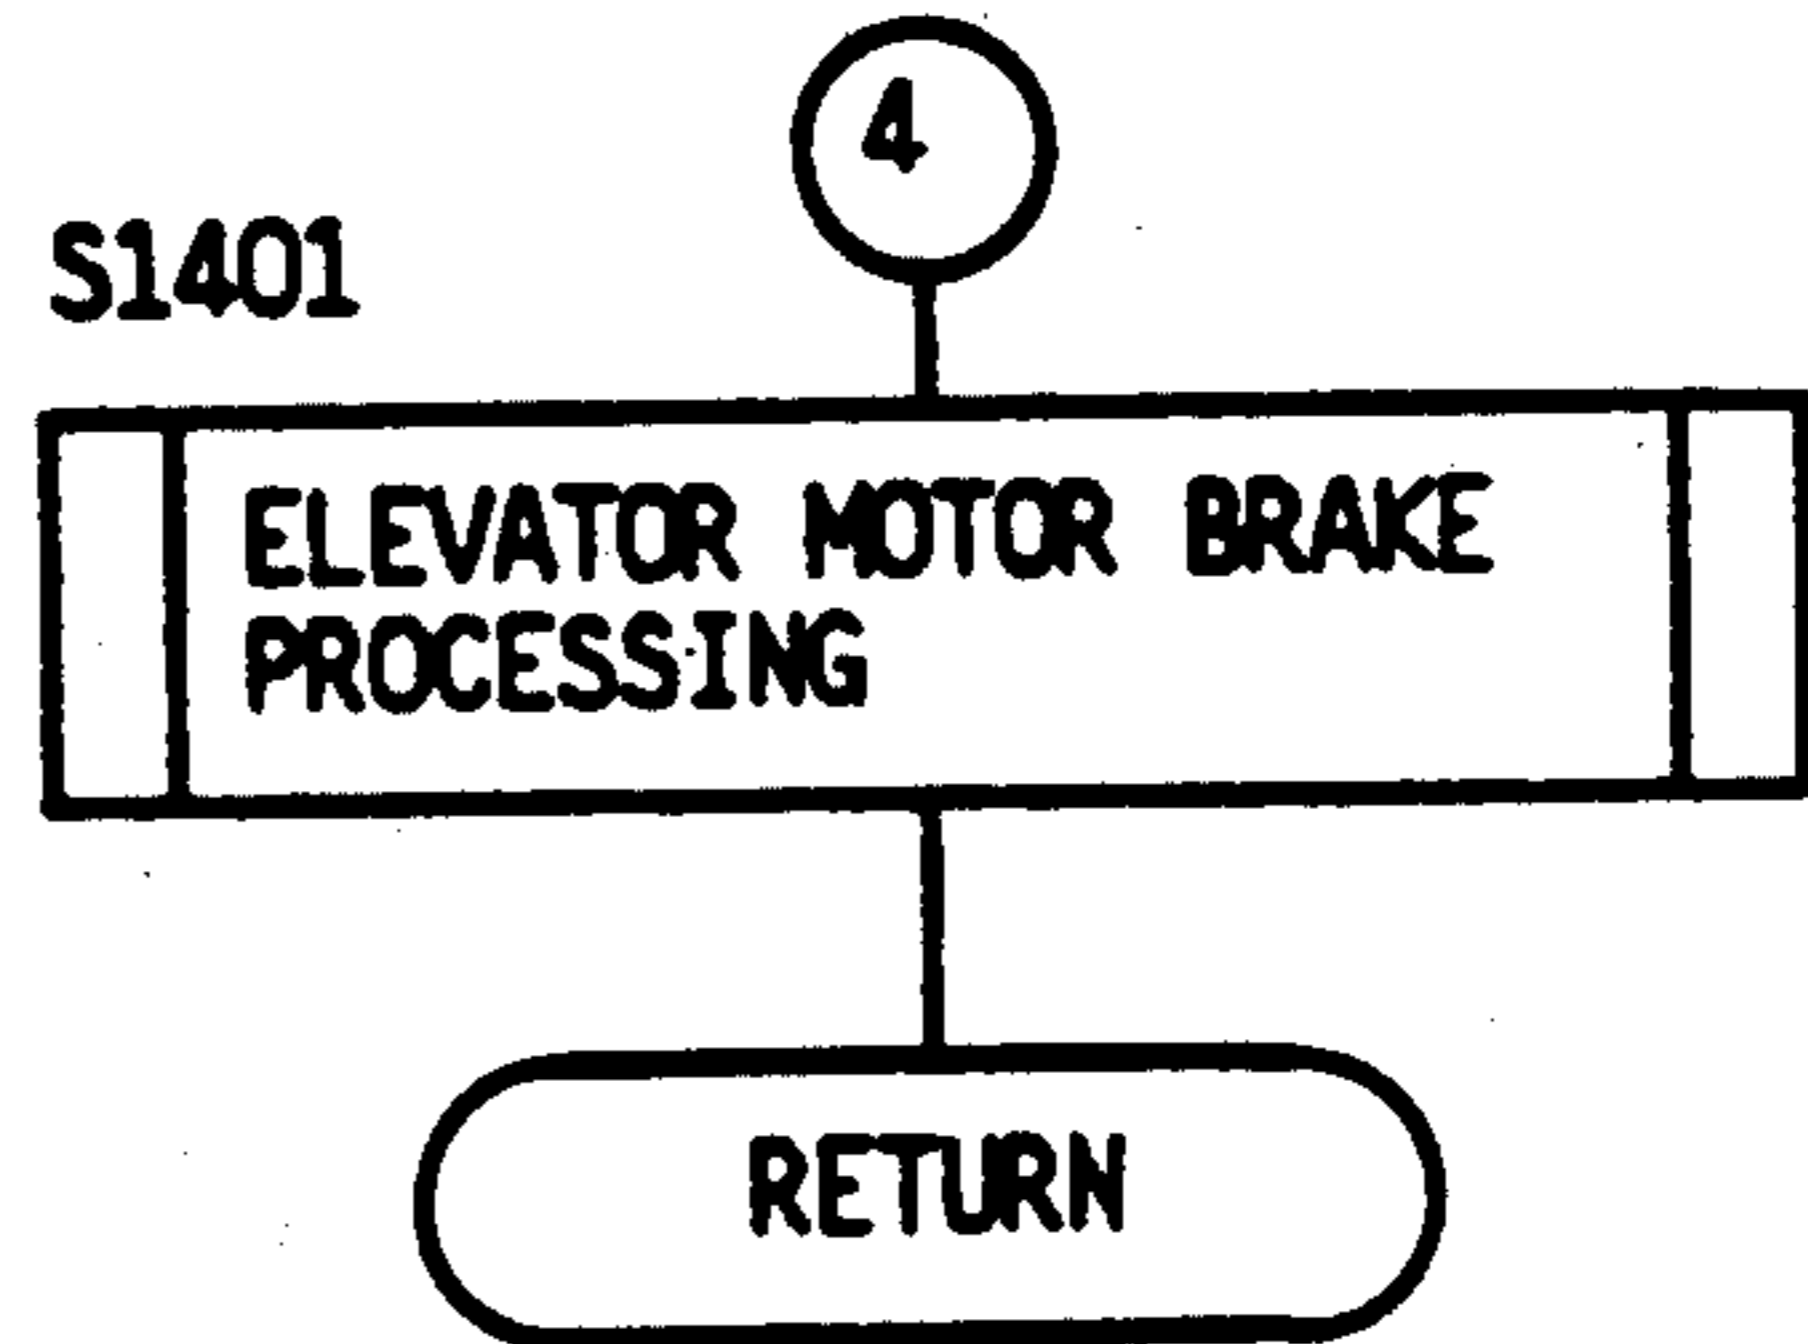 4
S1401
ELEVATOR MOTOR BRAKE
PROCESSING
RETURN